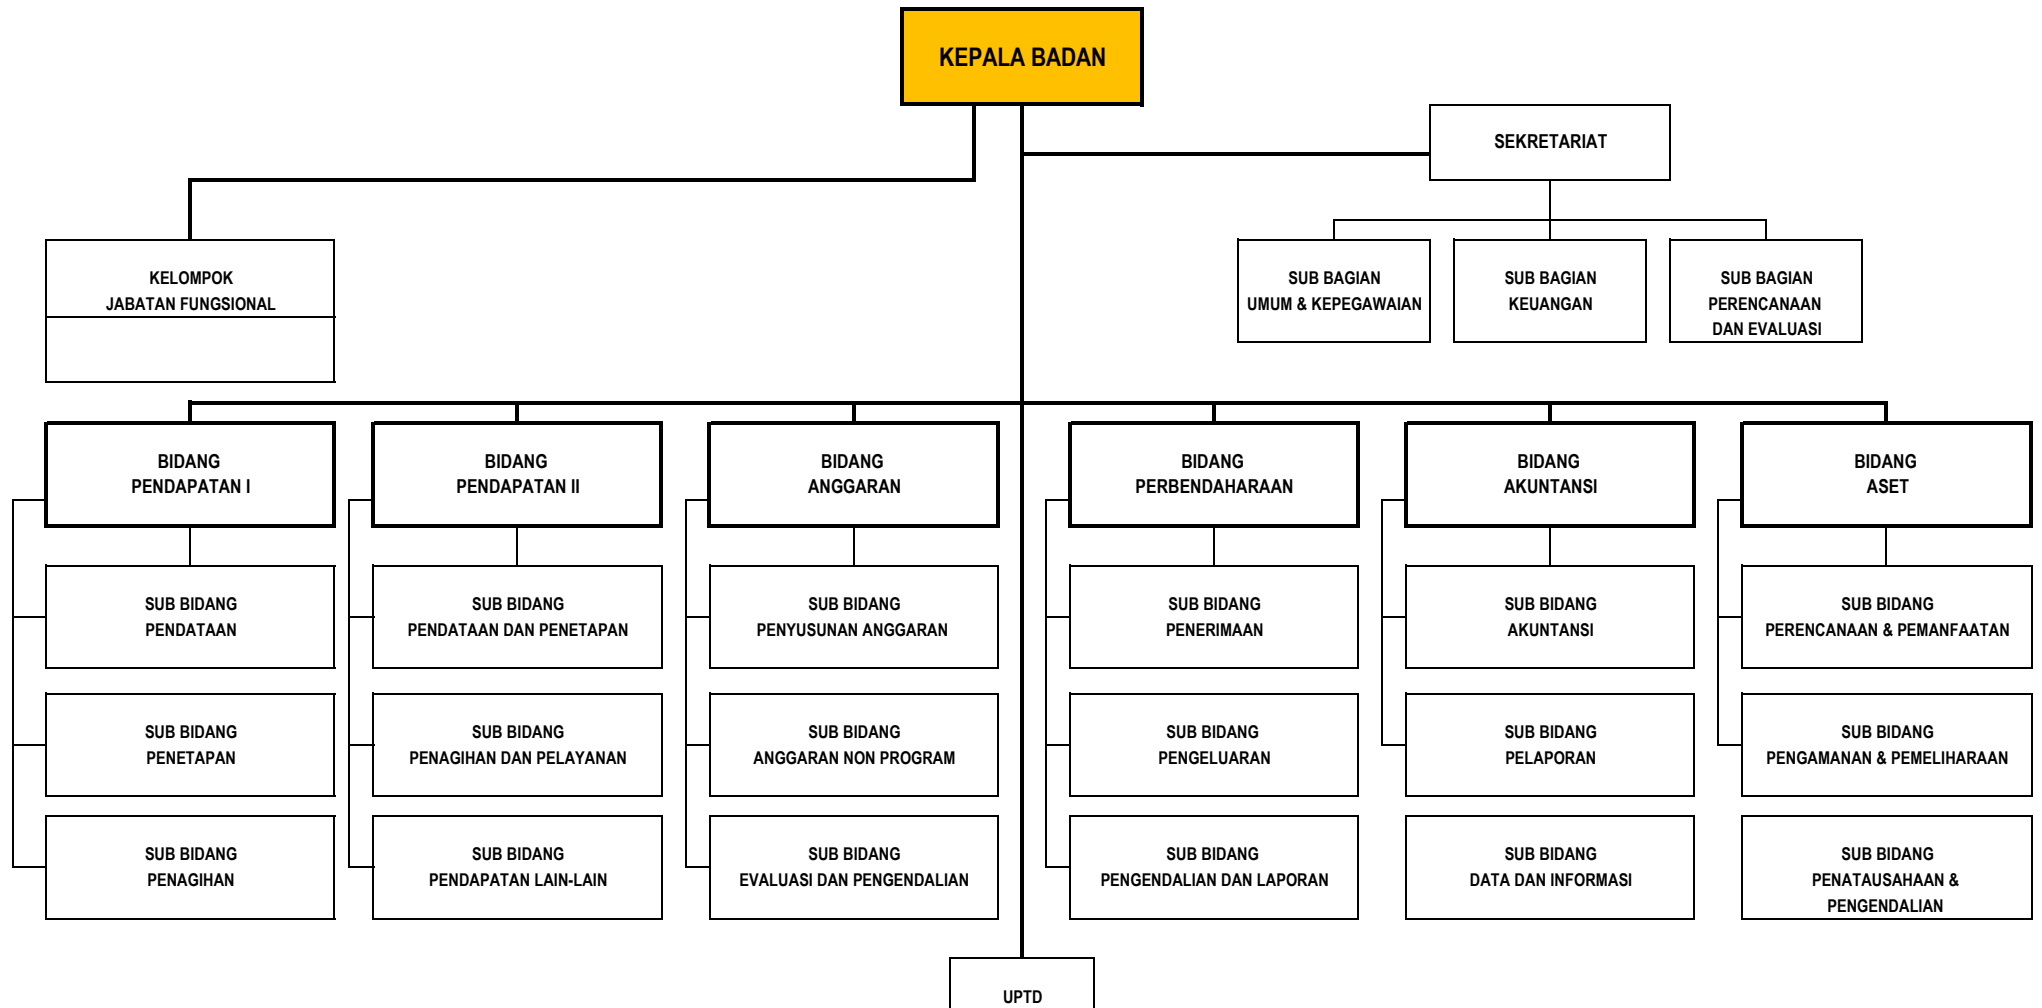 KEPALA BADAN
SEKRETARIAT
KELOMPOK
JABATAN FUNGSIONAL
SUB BAGIAN
UMUM & KEPEGAWAIAN
SUB BAGIAN
KEUANGAN
SUB BAGIAN
PERENCANAAN
DAN EVALUASI
BIDANG
PENDAPATAN I
BIDANG
PENDAPATAN II
BIDANG
ANGGARAN
BIDANG
PERBENDAHARAAN
BIDANG
AKUNTANSI
BIDANG
ASET
SUB BIDANG
PENDATAAN
SUB BIDANG
PENDATAAN DAN PENETAPAN
SUB BIDANG
PENYUSUNAN ANGGARAN
SUB BIDANG
PENERIMAAN
SUB BIDANG
AKUNTANSI
SUB BIDANG
PERENCANAAN & PEMANFAATAN
SUB BIDANG
PENETAPAN
SUB BIDANG
PENAGIHAN DAN PELAYANAN
SUB BIDANG
ANGGARAN NON PROGRAM
SUB BIDANG
PENGELUARAN
SUB BIDANG
PELAPORAN
SUB BIDANG
PENGAMANAN & PEMELIHARAAN
SUB BIDANG
PENAGIHAN
SUB BIDANG
PENDAPATAN LAIN-LAIN
SUB BIDANG
EVALUASI DAN PENGENDALIAN
SUB BIDANG
PENGENDALIAN DAN LAPORAN
SUB BIDANG
DATA DAN INFORMASI
SUB BIDANG
PENATAUSAHAAN &
PENGENDALIAN
UPTD